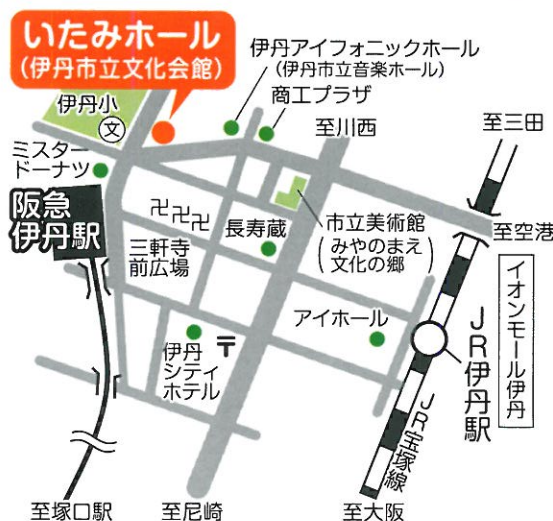 いたみホール
(伊丹市立文化会館)
伊丹アイフォニックホール
(伊丹市立音楽ホール)
商工プラザ
伊丹小
文
至川西
至三田
ミスター
ドーナツ
阪急
伊丹駅
卍卍卍
三軒寺
前広場
長寿蔵
市立美術館
(みやのまえ
文化の郷)
至空港
イオンモール伊丹
アイホール
JR伊丹駅
伊丹
シティ
ホテル
〒
JR宝塚線
至塚口駅
至尼崎
至大阪